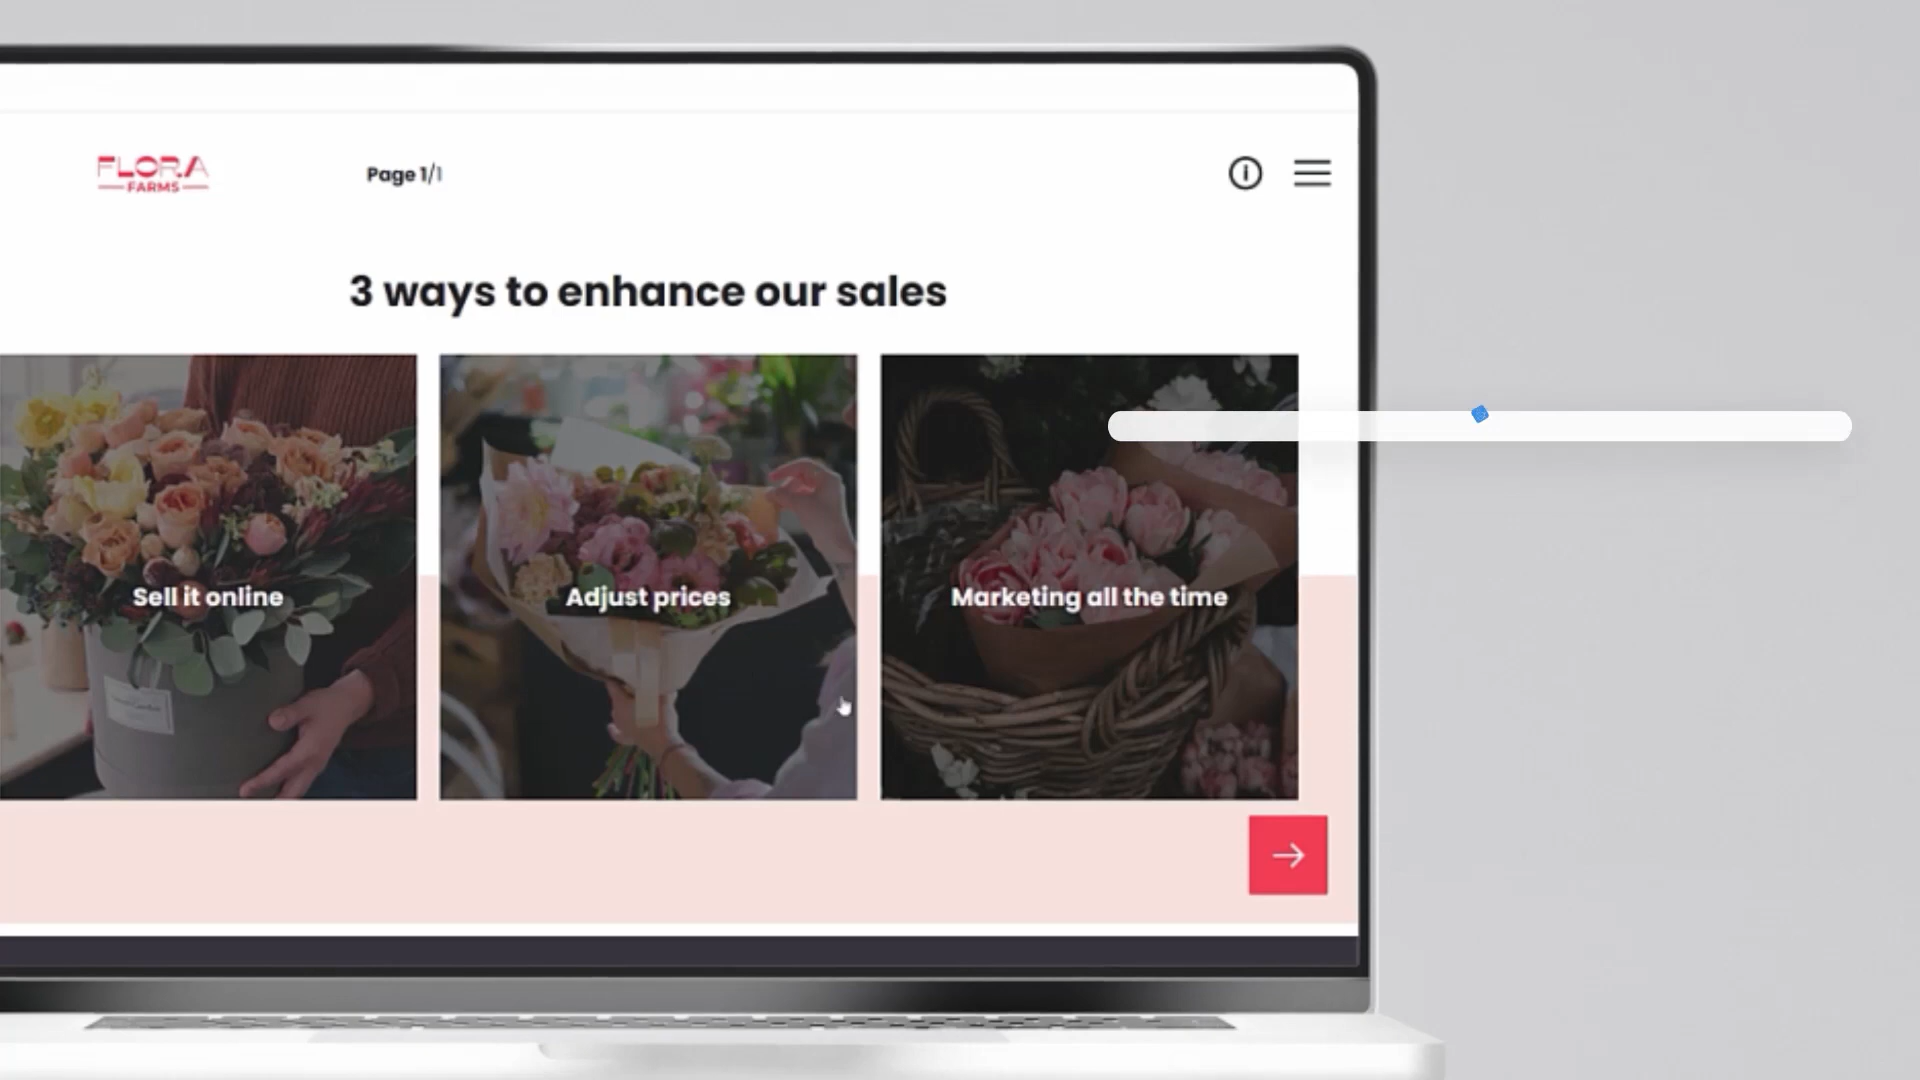 FLORA
FARMS
Page 1/1
3 ways to enhance our sales
Sell it online
Adjust prices
Marketing all the time